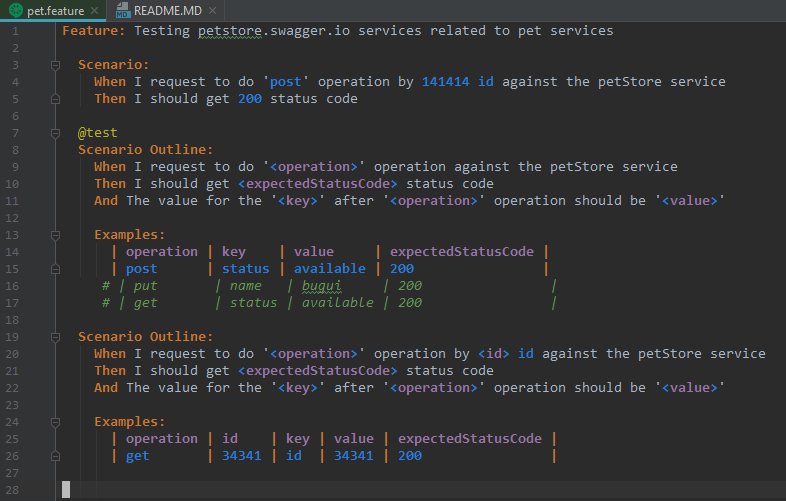 pet.feature × README.MD ×
1 Feature: Testing petstore.swagger.io services related to pet services
2
3 Scenario:
4 When I request to do 'post' operation by 141414 id against the petStore service
5 Then I should get 200 status code
6
7 @test
8 Scenario Outline:
9 When I request to do '<operation>' operation against the petStore service
10 Then I should get <expectedStatusCode> status code
11 And The value for the '<key>' after '<operation>' operation should be '<value>'
12
13 Examples:
14 | operation | key | value | expectedStatusCode |
15 | post | status | available | 200 |
16 # | put | name | bugui | 200 |
17 # | get | status | available | 200 |
18
19 Scenario Outline:
20 When I request to do '<operation>' operation by <id> id against the petStore service
21 Then I should get <expectedStatusCode> status code
22 And The value for the '<key>' after '<operation>' operation should be '<value>'
23
24 Examples:
25 | operation | id | key | value | expectedStatusCode |
26 | get | 34341 | id | 34341 | 200 |
27
28